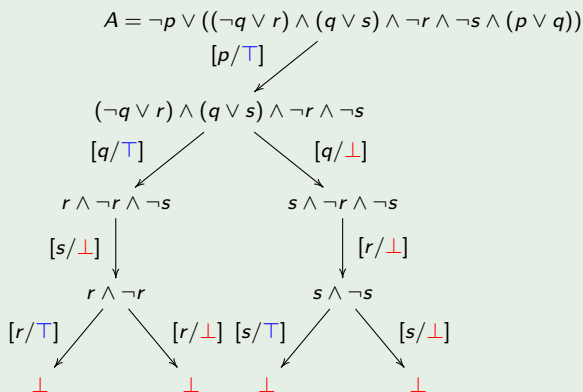 A = ¬p ∨ ((¬q ∨ r) ∧ (q ∨ s) ∧ ¬r ∧ ¬s ∧ (p ∨ q))
[p/⊤]
(¬q ∨ r) ∧ (q ∨ s) ∧ ¬r ∧ ¬s
[q/⊤] [q/⊥]
r ∧ ¬r ∧ ¬s s ∧ ¬r ∧ ¬s
[s/⊥] [r/⊥]
r ∧ ¬r s ∧ ¬s
[r/⊤] [r/⊥] [s/⊤] [s/⊥]
⊥ ⊥ ⊥ ⊥